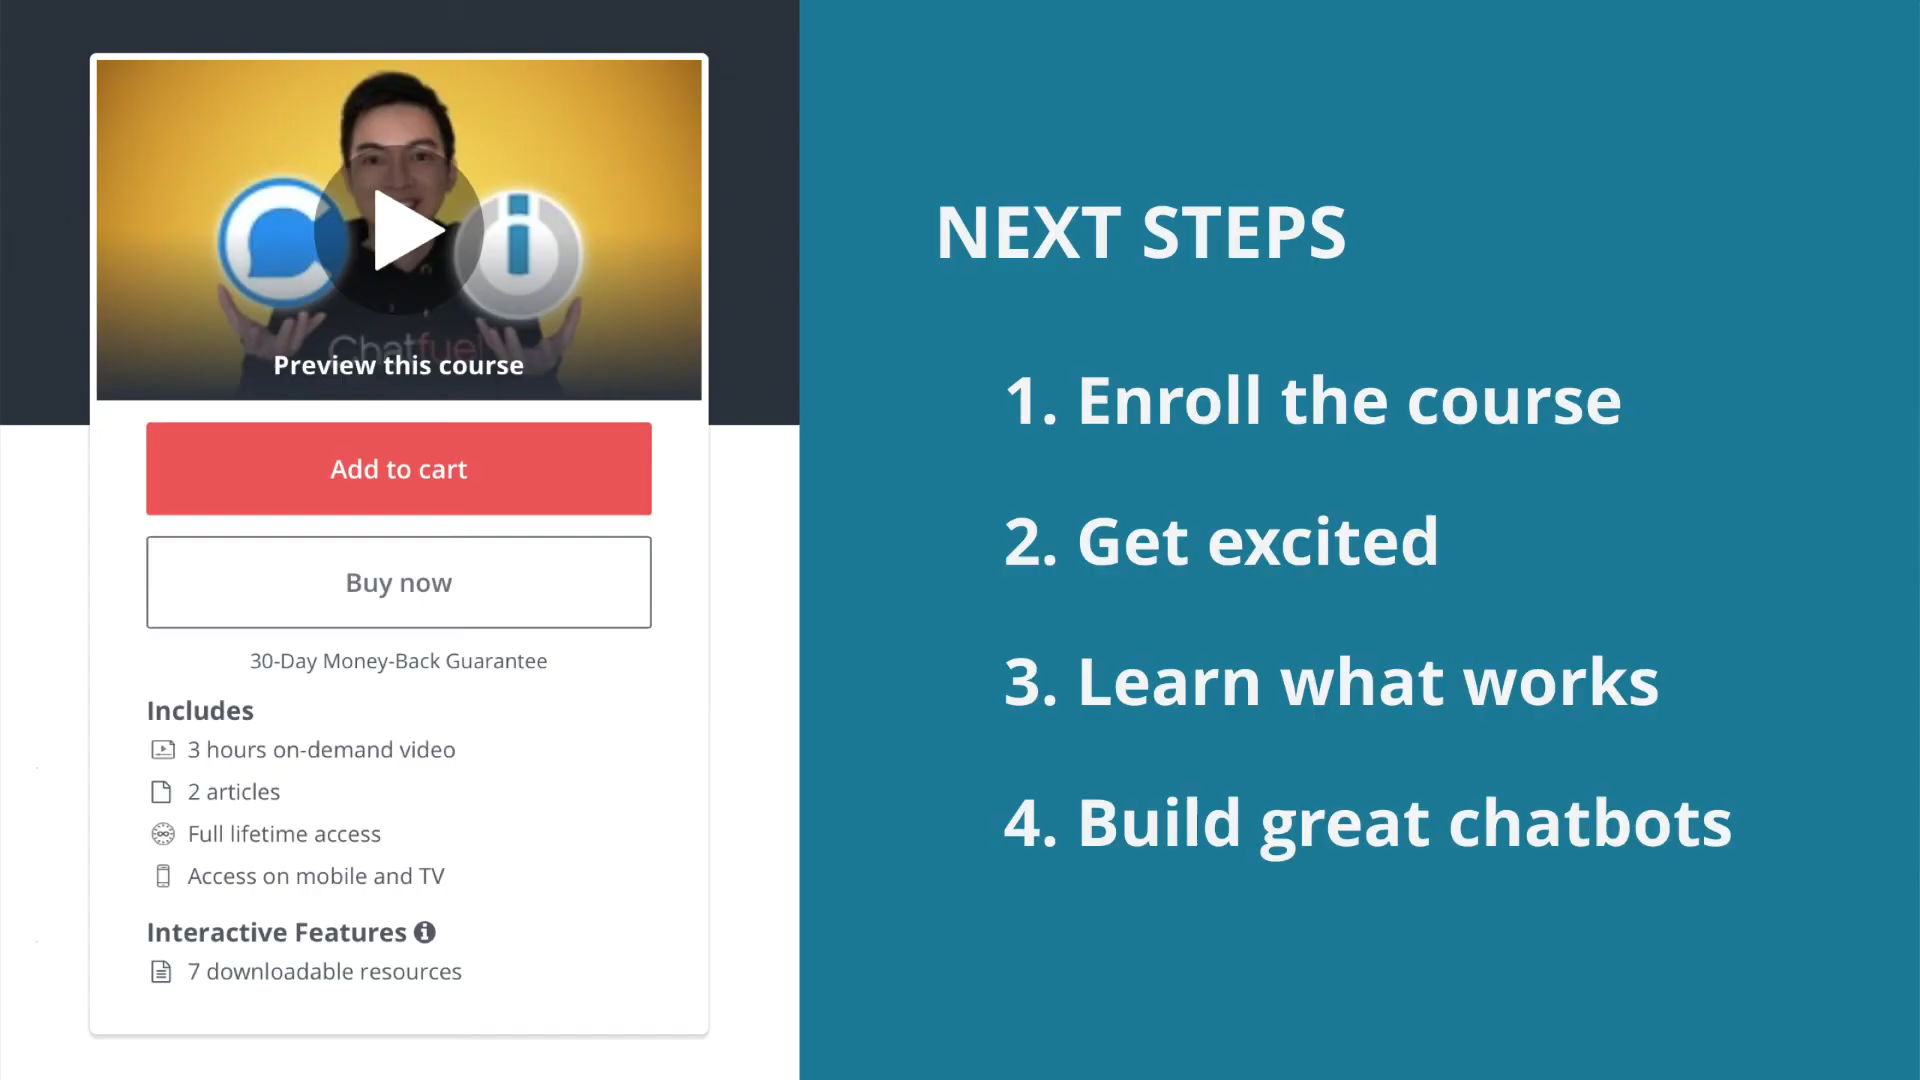 Chatfuel
Preview this course
Add to cart
Buy now
30-Day Money-Back Guarantee
Includes
3 hours on-demand video
2 articles
Full lifetime access
Access on mobile and TV
Interactive Features
7 downloadable resources
NEXT STEPS
1. Enroll the course
2. Get excited
3. Learn what works
4. Build great chatbots